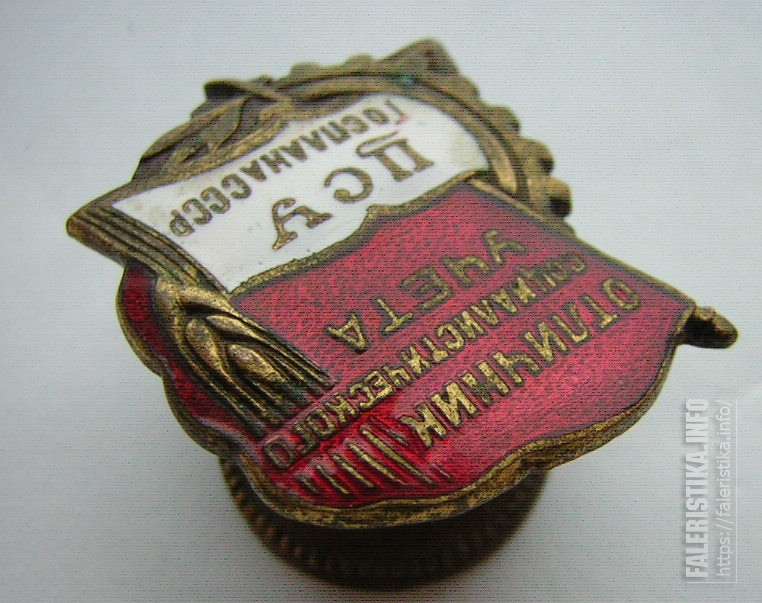 ОТЛИЧНИК
СОЦИАЛИСТИЧЕСКОГО
УЧЕТА
ЦСУ
ГОСПЛАНА СССР
FALERISTIKA.INFO
https://faleristika.info/